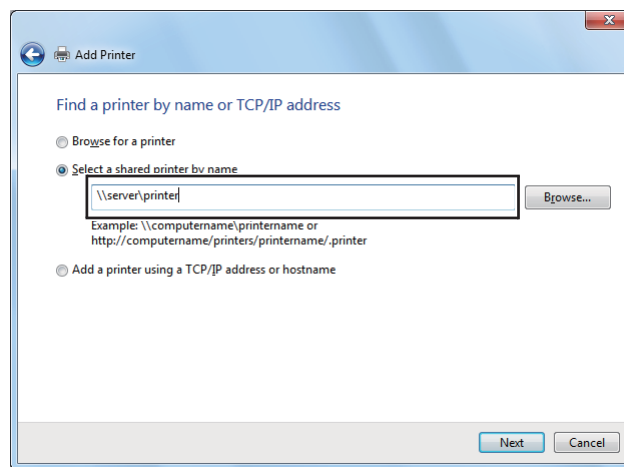 Add Printer
Find a printer by name or TCP/IP address
Browse for a printer
Select a shared printer by name
\\server\printer
Browse...
Example: \\computername\printername or
http://computername/printers/printername/.printer
Add a printer using a TCP/IP address or hostname
Next
Cancel